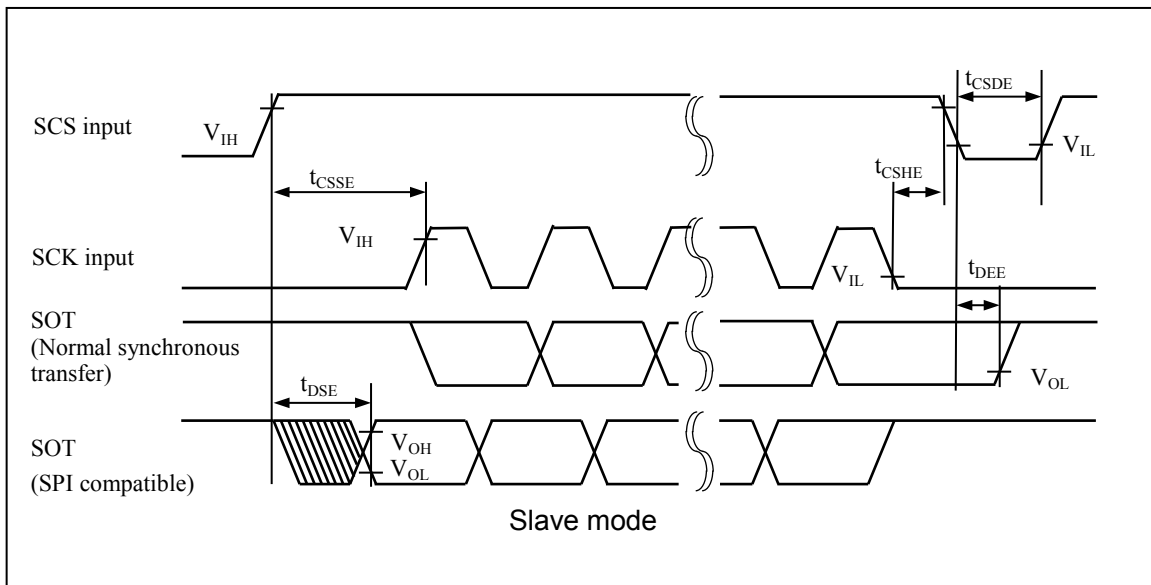 tCSDE
SCS input
VIH
VIL
tCSHE
tCSSE
VIH
SCK input
VIL
tDEE
SOT
(Normal synchronous
transfer)
VOL
tDSE
VOH
SOT
VOL
(SPI compatible)
Slave mode